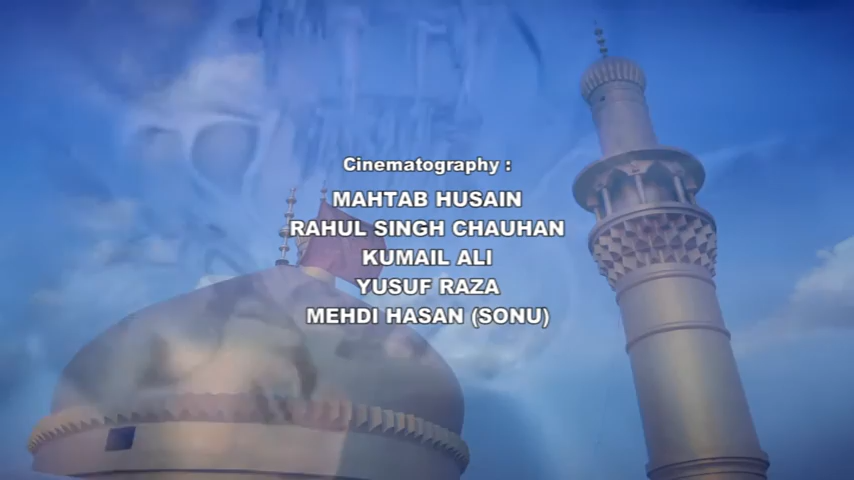 Cinematography :
MAHTAB HUSAIN
RAHUL SINGH CHAUHAN
KUMAIL ALI
YUSUF RAZA
MEHDI HASAN (SONU)